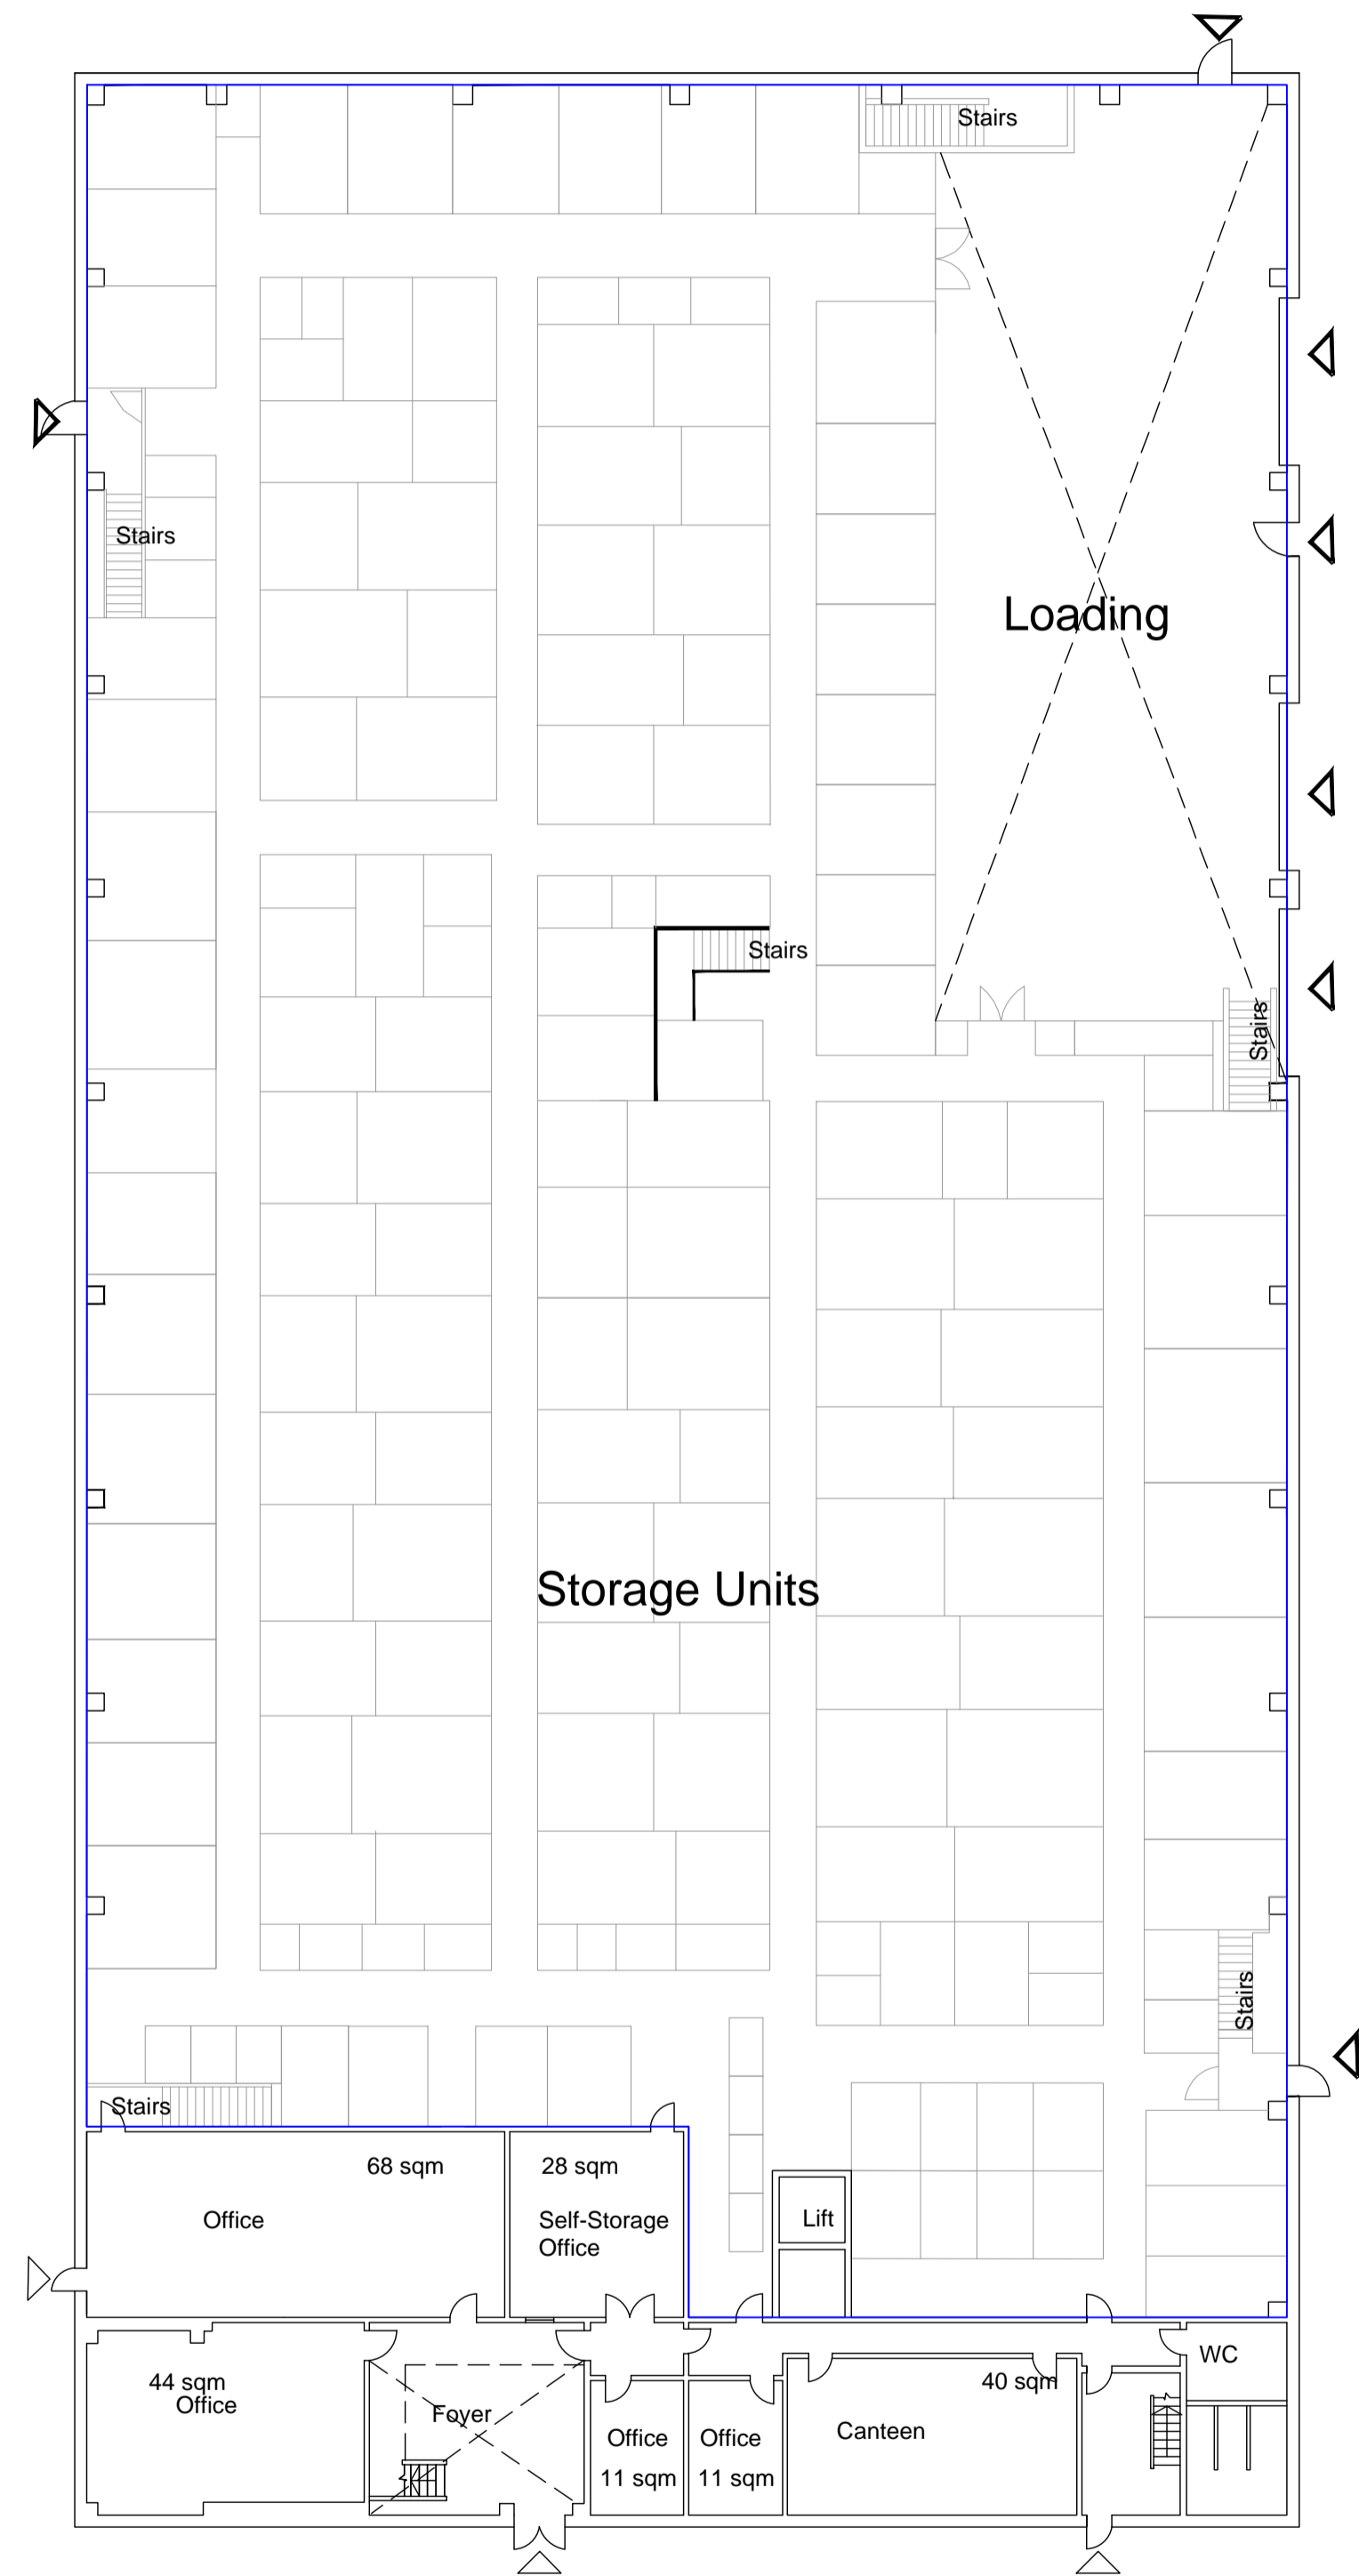 Stairs
Stairs
Loading
Stairs
Stairs
Storage Units
Stairs
Stairs
68 sqm
28 sqm
Office
Self-Storage
Office
Lift
WC
44 sqm
Office
40 sqm
Foyer
Canteen
Office
11 sqm
Office
11 sqm